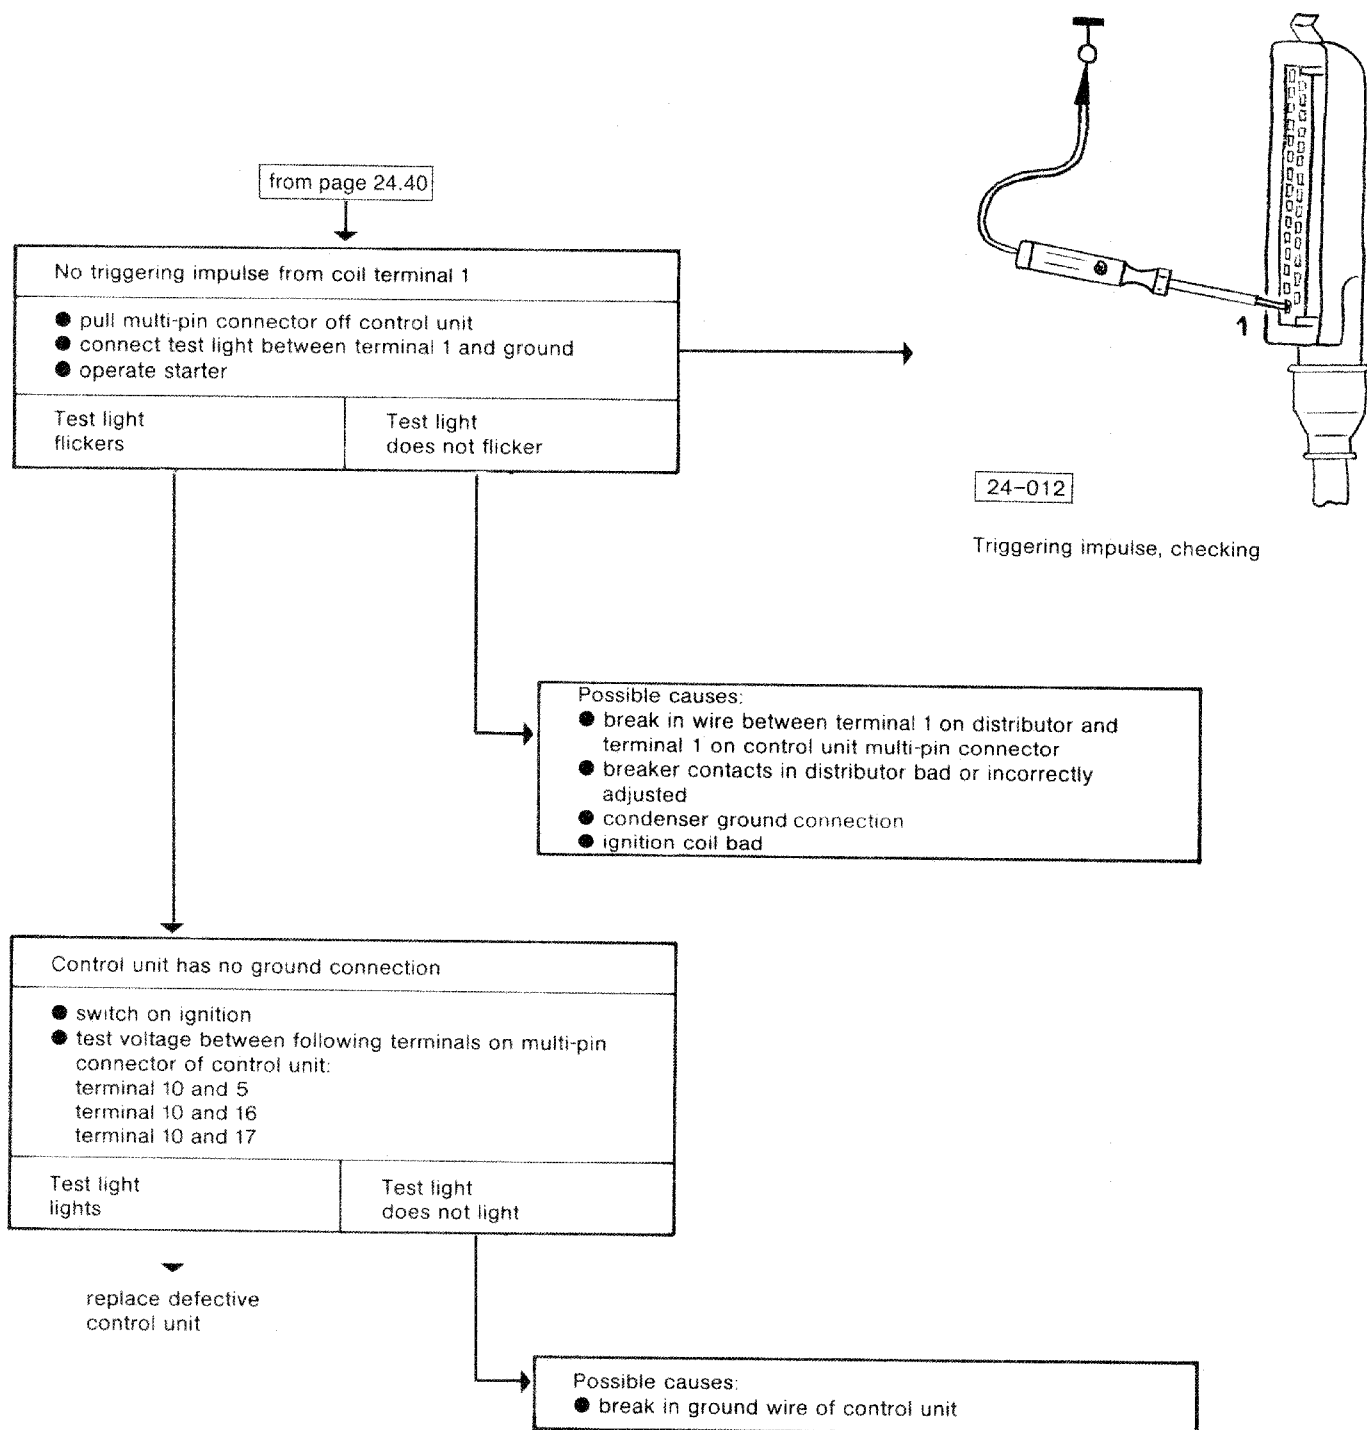 from page 24.40
No triggering impulse from coil terminal 1
● pull multi-pin connector off control unit
● connect test light between terminal 1 and ground
● operate starter
Test light
flickers
Test light
does not flicker
1
24-012
Triggering impulse, checking
Possible causes:
● break in wire between terminal 1 on distributor and
terminal 1 on control unit multi-pin connector
● breaker contacts in distributor bad or incorrectly
adjusted
● condenser ground connection
● ignition coil bad
Control unit has no ground connection
● switch on ignition
● test voltage between following terminals on multi-pin
connector of control unit:
terminal 10 and 5
terminal 10 and 16
terminal 10 and 17
Test light
lights
Test light
does not light
replace defective
control unit
Possible causes:
● break in ground wire of control unit